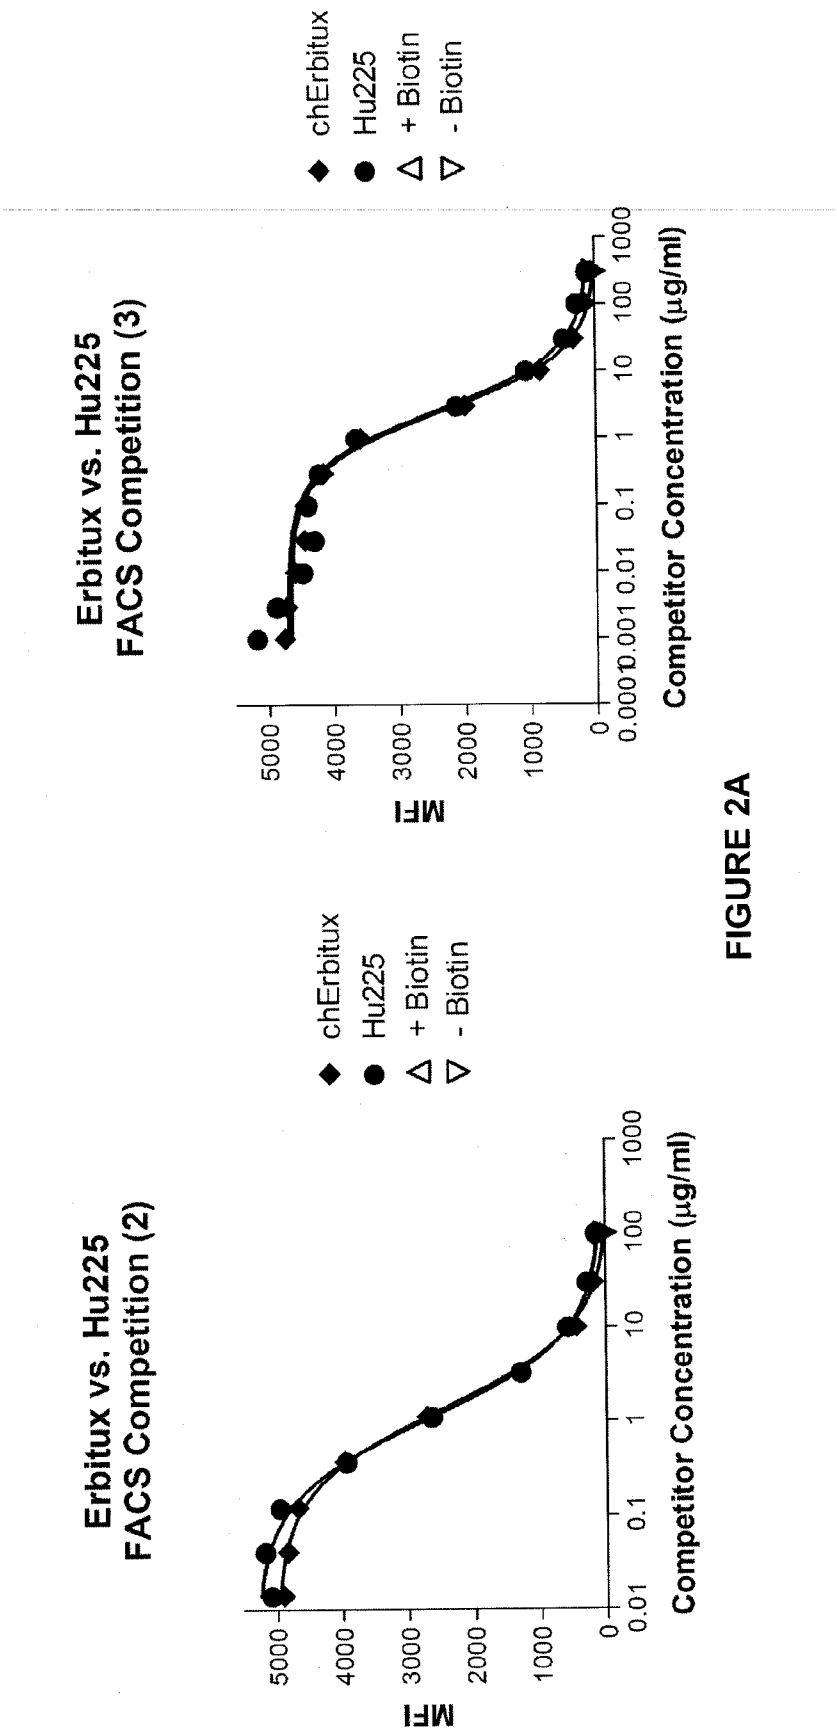 Erbitux vs. Hu225
FACS Competition (2)
MFI
5000
4000
3000
2000
1000
0
0.01
0.1
1
10
100
1000
Competitor Concentration (μg/ml)
chErbitux
Hu225
+ Biotin
- Biotin
Erbitux vs. Hu225
FACS Competition (3)
MFI
5000
4000
3000
2000
1000
0
0.0001
0.001
0.01
0.1
1
10
100
1000
Competitor Concentration (μg/ml)
chErbitux
Hu225
+ Biotin
- Biotin
FIGURE 2A